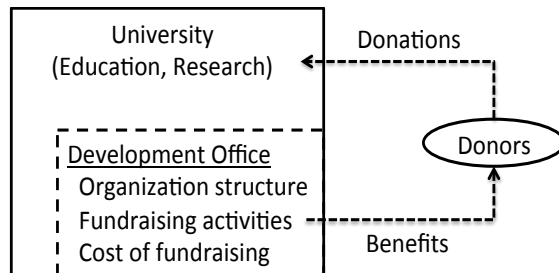 University
(Education, Research)
Donations
Donors
Development Office
Organization structure
Fundraising activities
Cost of fundraising
Benefits